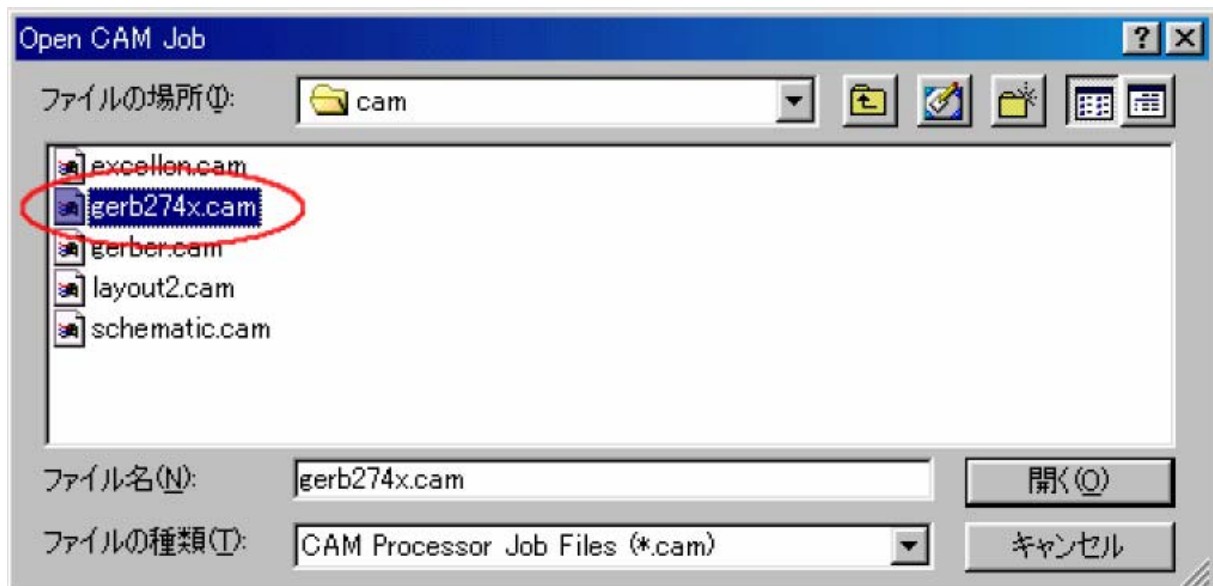 Open CAM Job
ファイルの場所(I):
cam
excellon.cam
gerb274x.cam
gerber.cam
layout2.cam
schematic.cam
ファイル名(N): gerb274x.cam 開く(O)
ファイルの種類(T): CAM Processor Job Files (*.cam) キャンセル